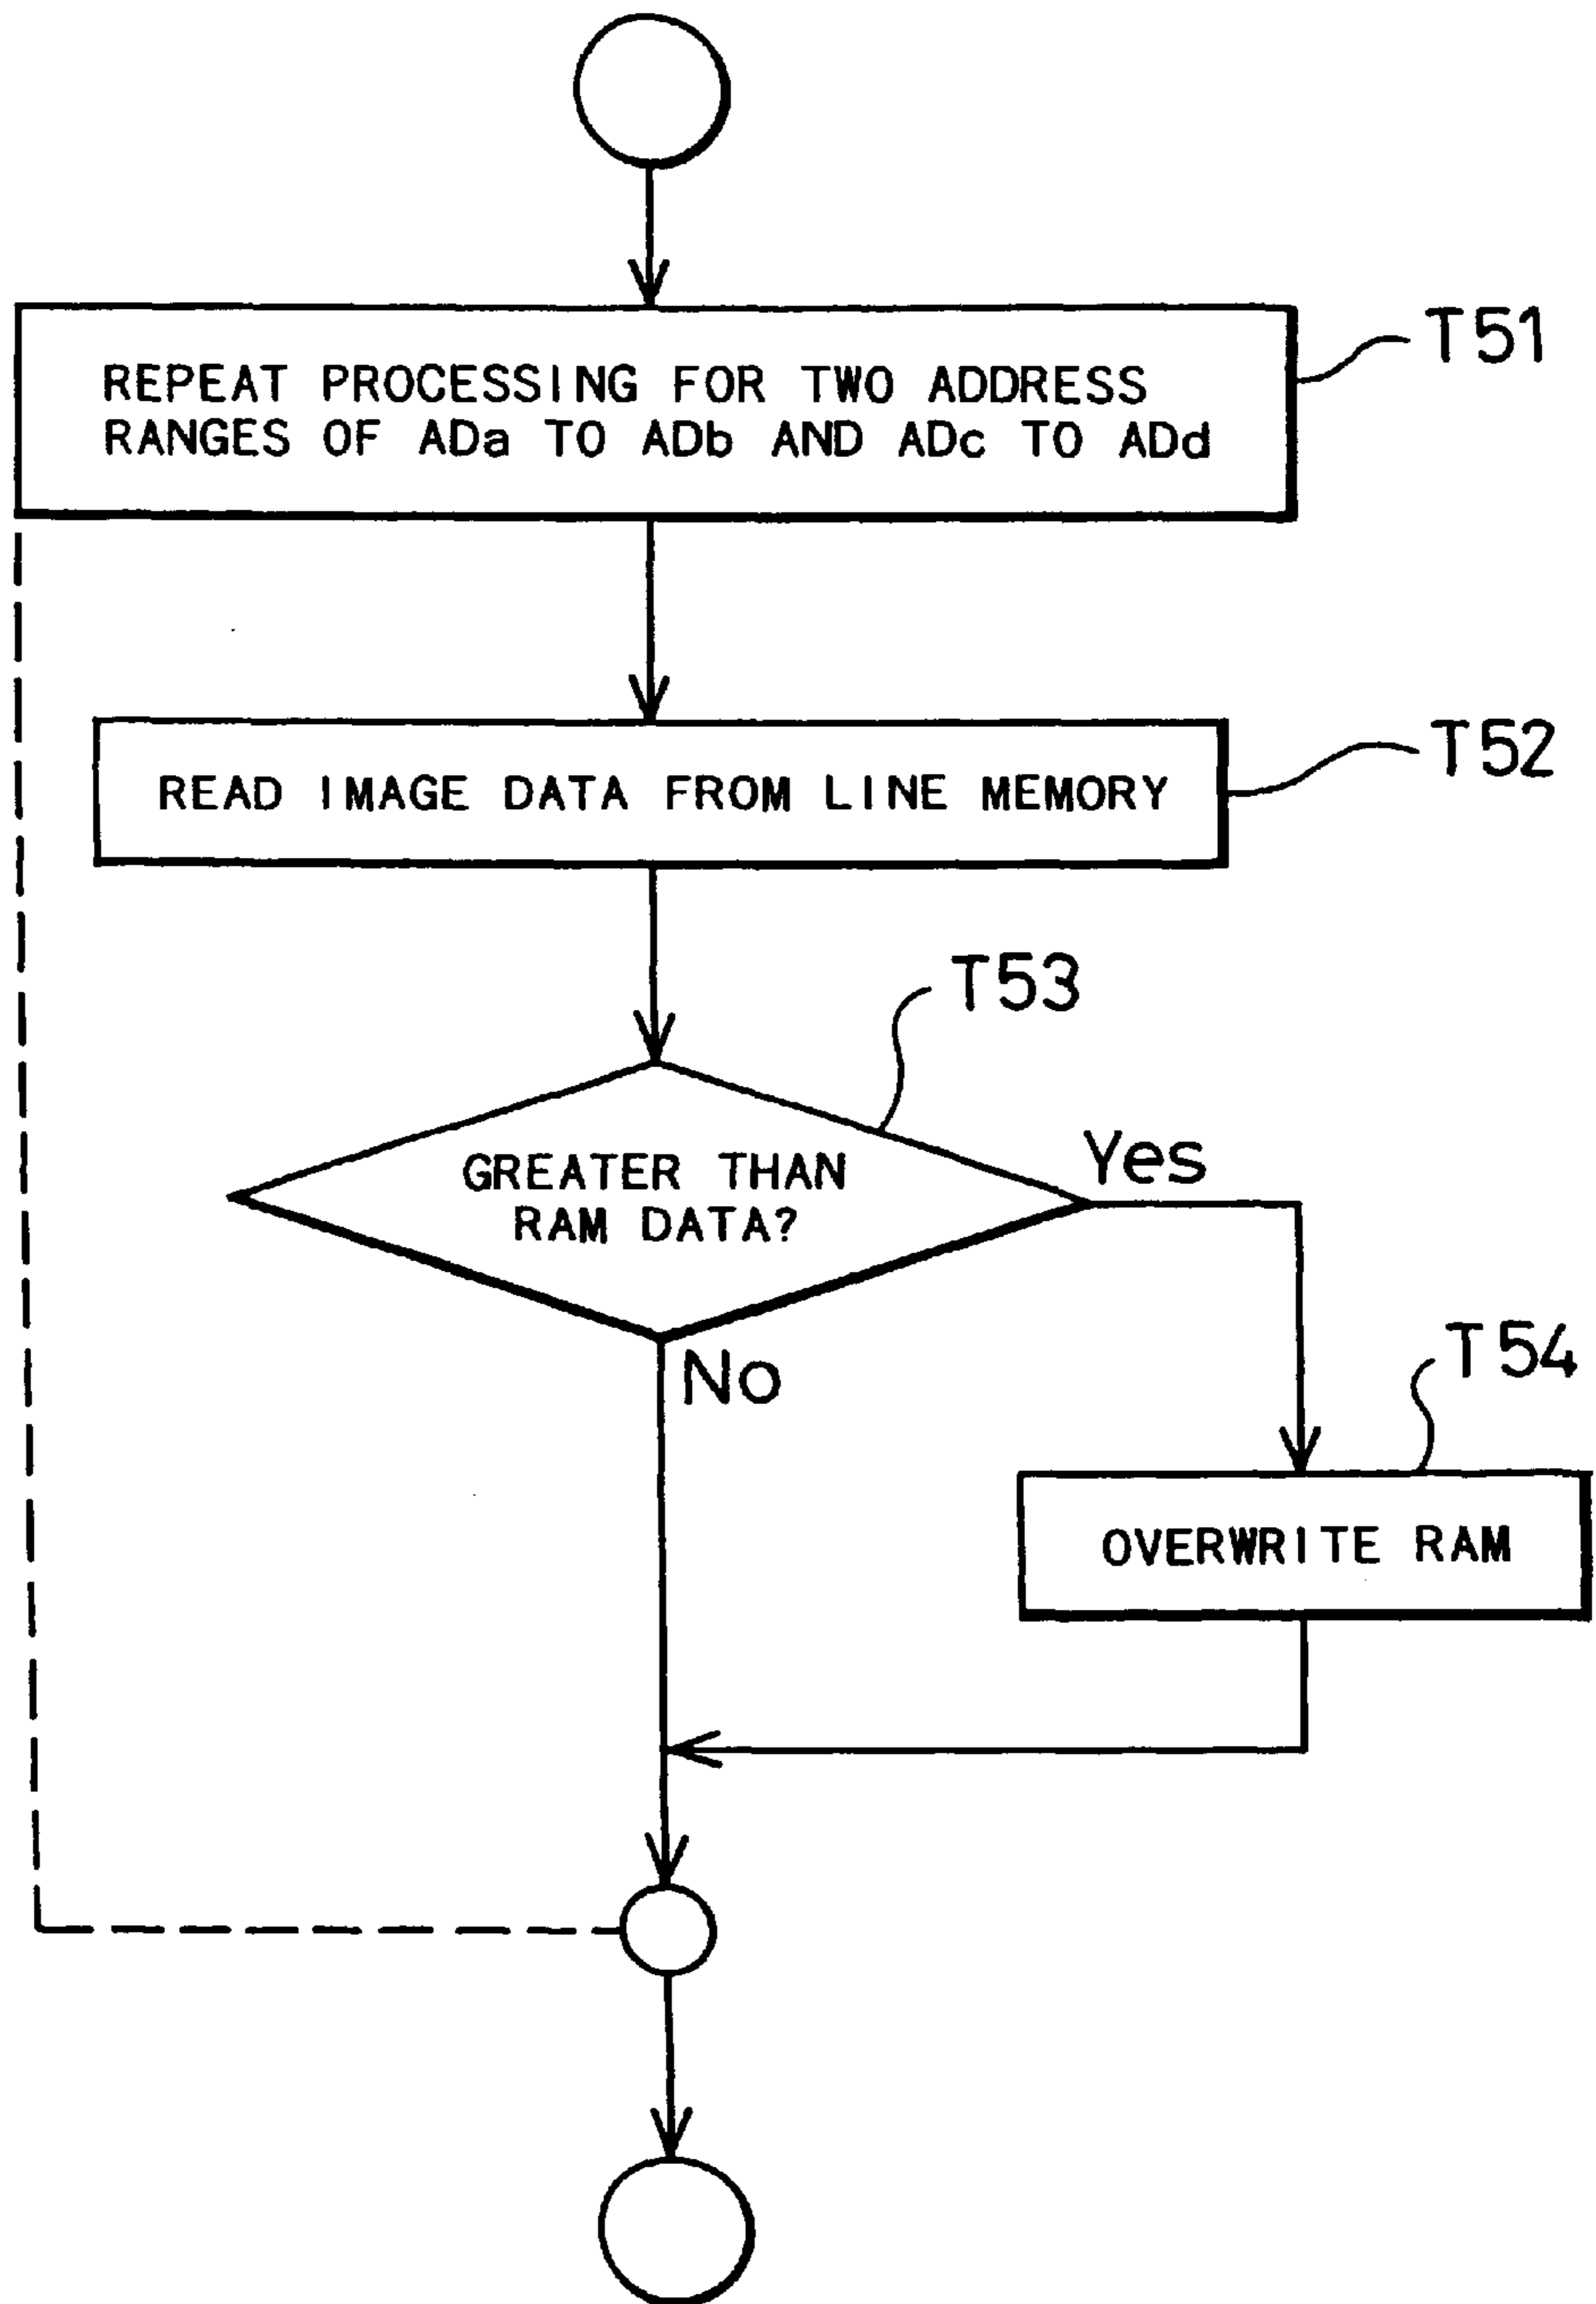 REPEAT PROCESSING FOR TWO ADDRESS
RANGES OF ADa TO ADb AND ADc TO ADd
T51
READ IMAGE DATA FROM LINE MEMORY
T52
T53
GREATER THAN
RAM DATA?
Yes
No
T54
OVERWRITE RAM